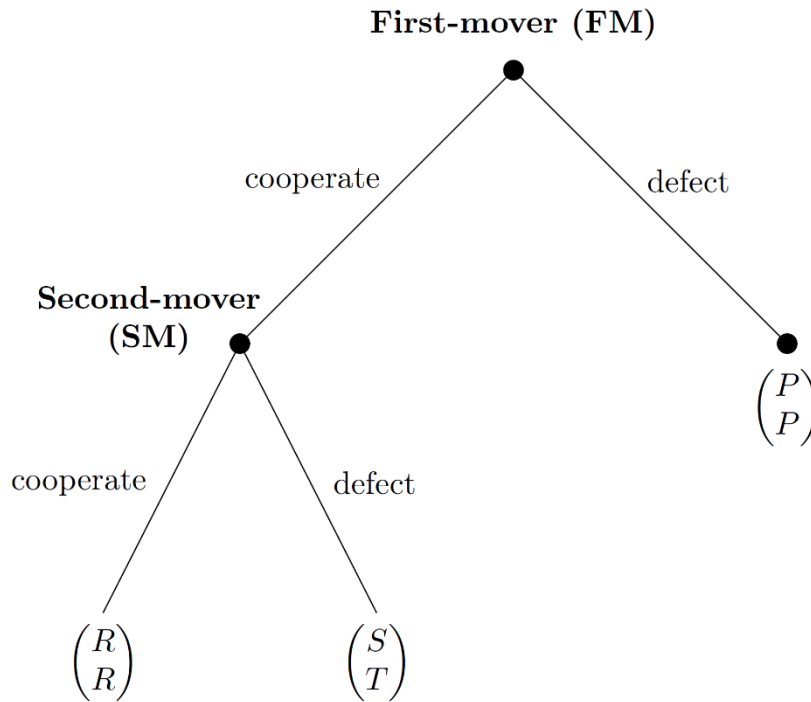 First-mover (FM)
cooperate
defect
Second-mover
(SM)
P
P
cooperate
defect
R
R
S
T